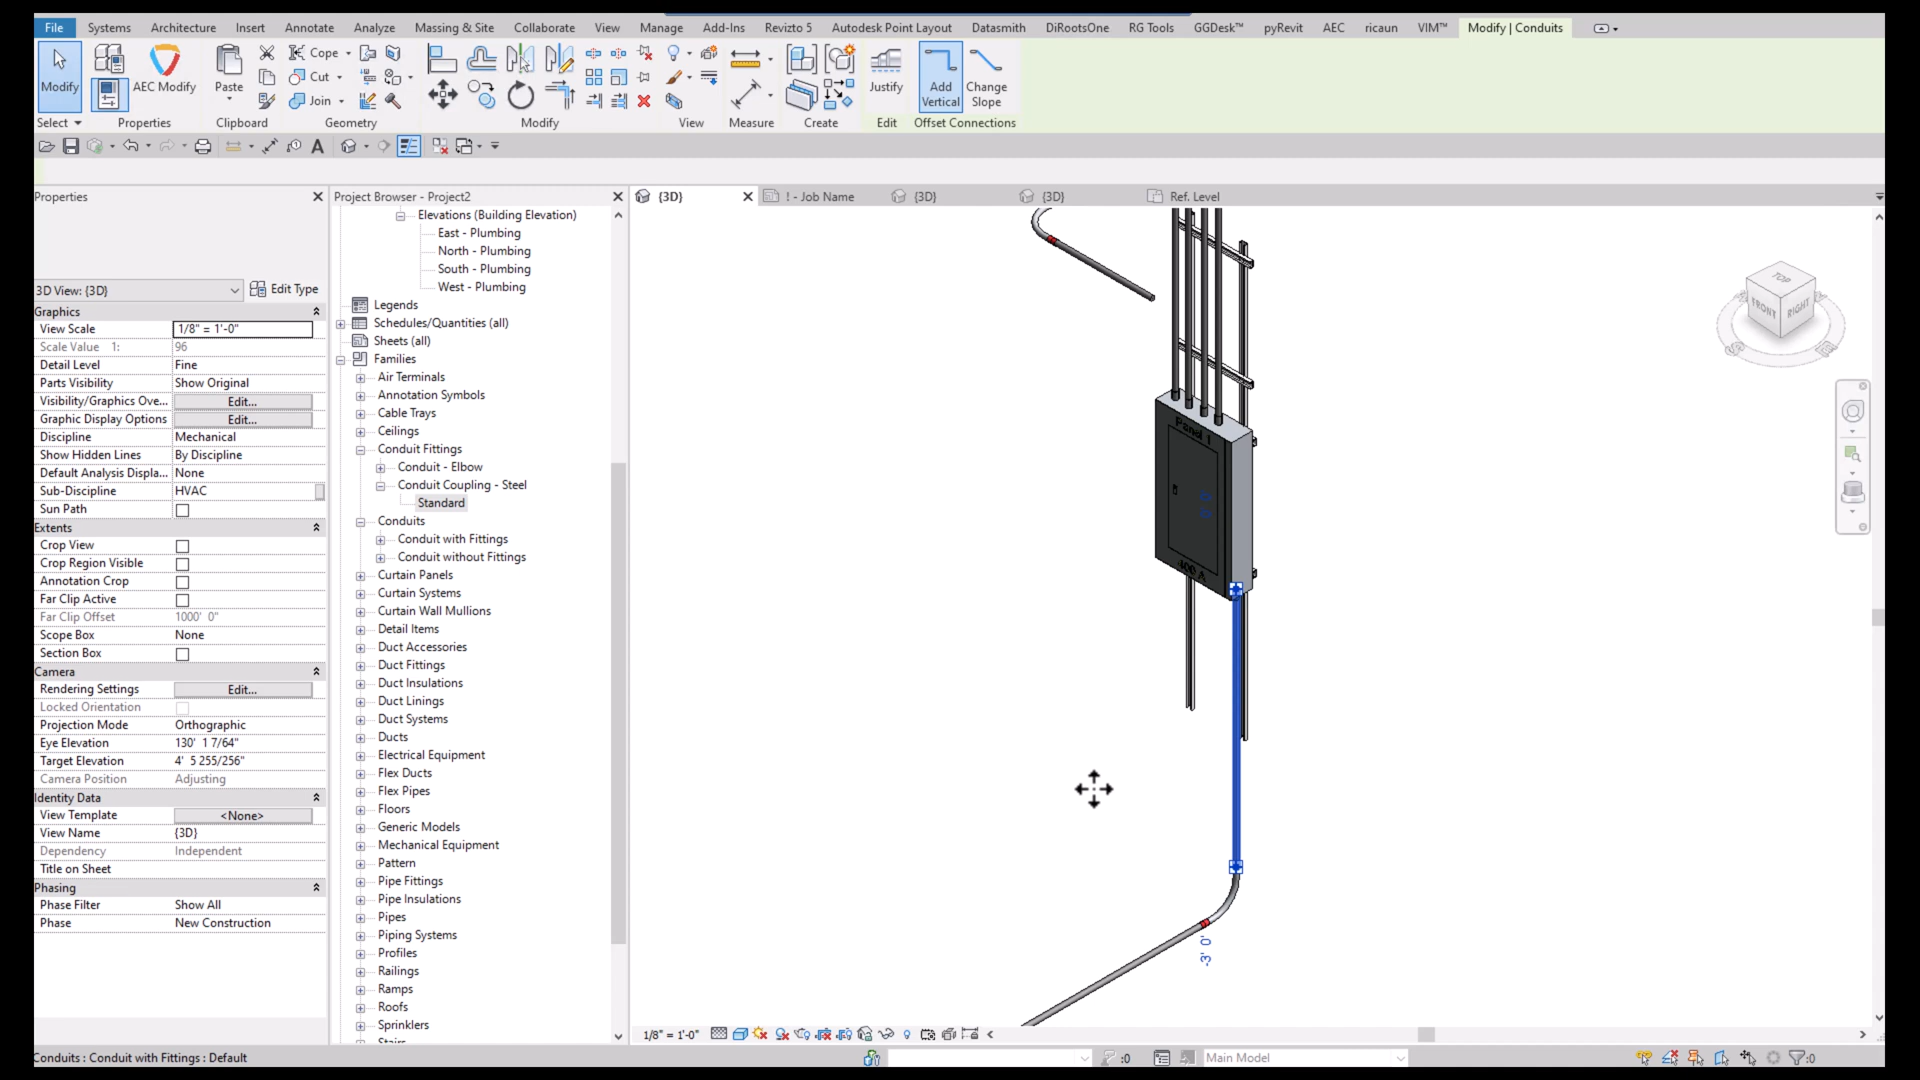 File Systems Architecture Insert Annotate Analyze Massing & Site Collaborate View Manage Add-Ins Revizto 5 Autodesk Point Layout Datasmith DiRootsOne RG Tools GGDesk™ pyRevit AEC ricaun VIM™ Modify | Conduits
Modify AEC Modify Paste Cope Cut Join Justify Add Vertical Change Slope
Select Properties Clipboard Geometry Modify View Measure Create Edit Offset Connections
Properties
Project Browser - Project2
{3D} ! - Job Name {3D} {3D} Ref. Level
3D View: {3D} Edit Type
Graphics
View Scale 1/8" = 1'-0"
Scale Value 1: 96
Detail Level Fine
Parts Visibility Show Original
Visibility/Graphics Ove... Edit...
Graphic Display Options Edit...
Discipline Mechanical
Show Hidden Lines By Discipline
Default Analysis Displa... None
Sub-Discipline HVAC
Sun Path
Extents
Crop View
Crop Region Visible
Annotation Crop
Far Clip Active
Far Clip Offset 1000' 0"
Scope Box None
Section Box
Camera
Rendering Settings Edit...
Locked Orientation
Projection Mode Orthographic
Eye Elevation 130' 1 7/64"
Target Elevation 4' 5 255/256"
Camera Position Adjusting
Identity Data
View Template <None>
View Name {3D}
Dependency Independent
Title on Sheet
Phasing
Phase Filter Show All
Phase New Construction
Elevations (Building Elevation)
East - Plumbing
North - Plumbing
South - Plumbing
West - Plumbing
Legends
Schedules/Quantities (all)
Sheets (all)
Families
Air Terminals
Annotation Symbols
Cable Trays
Ceilings
Conduit Fittings
Conduit - Elbow
Conduit Coupling - Steel
Standard
Conduits
Conduit with Fittings
Conduit without Fittings
Curtain Panels
Curtain Systems
Curtain Wall Mullions
Detail Items
Duct Accessories
Duct Fittings
Duct Insulations
Duct Linings
Duct Systems
Ducts
Electrical Equipment
Flex Ducts
Flex Pipes
Floors
Generic Models
Mechanical Equipment
Pattern
Pipe Fittings
Pipe Insulations
Pipes
Piping Systems
Profiles
Railings
Ramps
Roofs
Sprinklers
Stairs
Panel 1
400 A
-3' 0"
TOP
FRONT RIGHT
S E
1/8" = 1'-0"
Conduits : Conduit with Fittings : Default
:0 Main Model :0